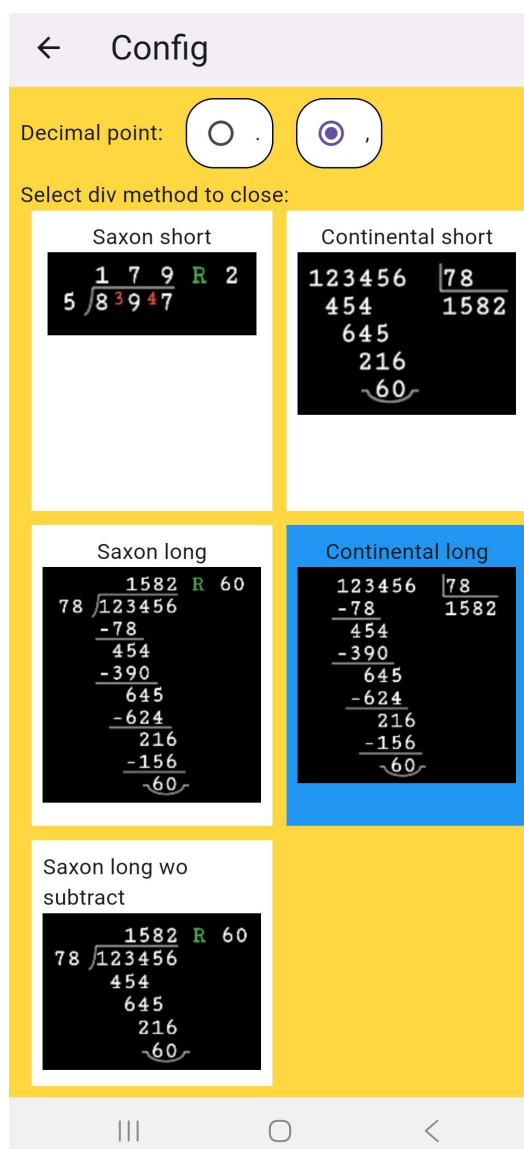 Config
Decimal point:
.
,
Select div method to close:
Saxon short
1 7 9 R 2
5 8 3 9 4 7
Continental short
123456 78
454 1582
645
216
60
Saxon long
1582 R 60
78 123456
-78
454
-390
645
-624
216
-156
60
Continental long
123456 78
-78 1582
454
-390
645
-624
216
-156
60
Saxon long wo
subtract
1582 R 60
78 123456
454
645
216
60